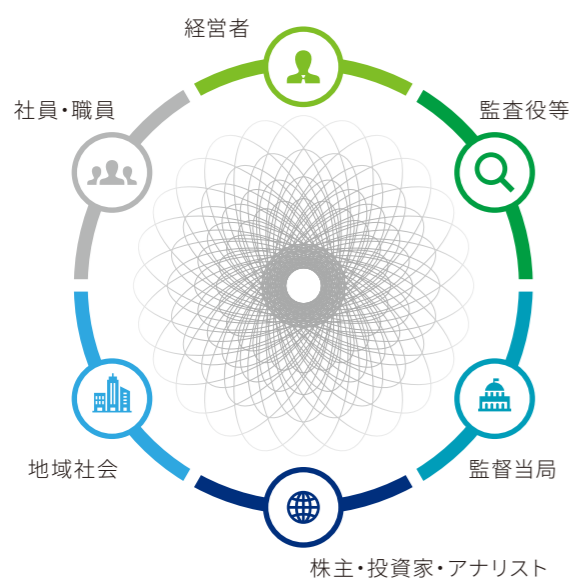 経営者
社員・職員
監査役等
地域社会
監督当局
株主・投資家・アナリスト